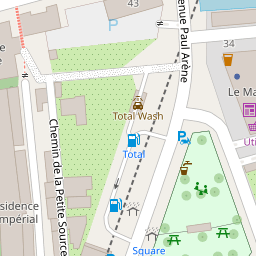 43
P
venue Paul Arène
34
Le Ma
Total Wash
P
Uti
Total
Chemin de la Petite Source
ésidence
mpérial
Square